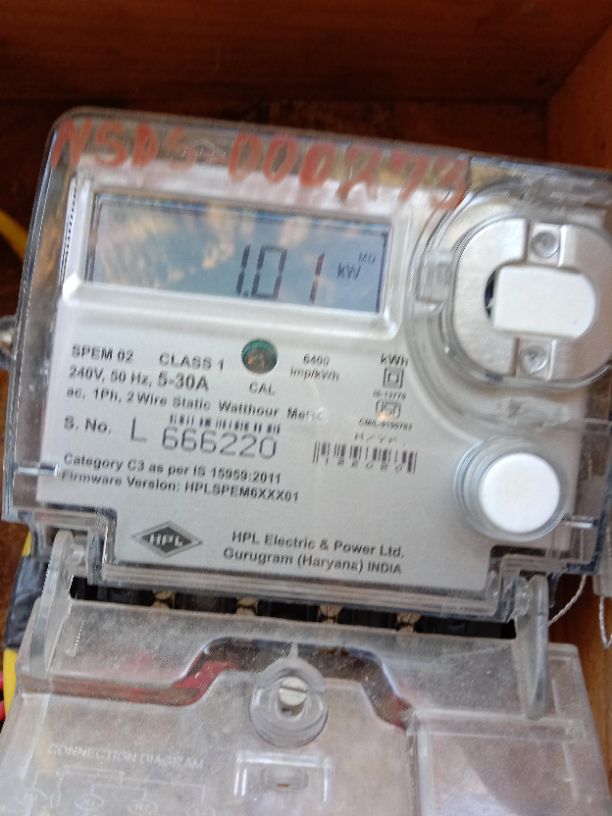 1.01 kW MD
SPEM 02 CLASS 1 6400 imp/kWh kWh
240V, 50 Hz, 5-30A CAL
ac, 1Ph, 2 Wire Static Watthour Meter
S. No. L 666220
Category C3 as per IS 15959:2011
Firmware Version: HPLSPEM6XXX01
HPL
HPL Electric & Power Ltd.
Gurugram (Haryana) INDIA
CONNECTION DIAGRAM